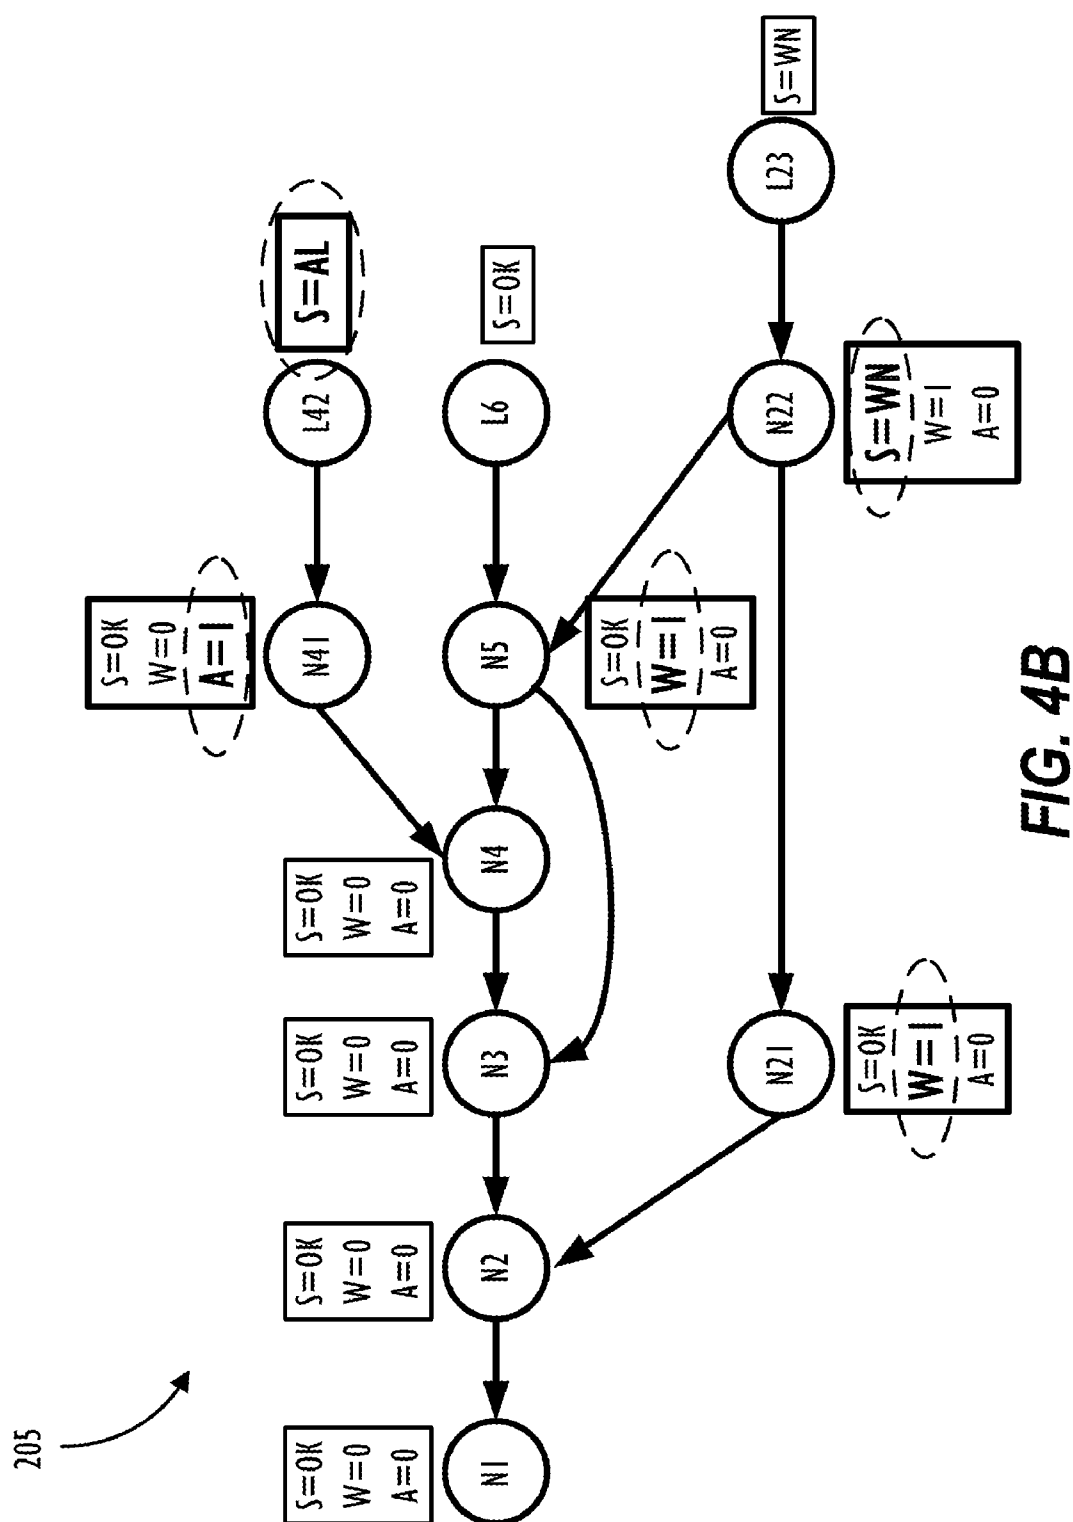 205
S=OK
W=0
A=0
N1
S=OK
W=0
A=0
N2
S=OK
W=0
A=0
N3
S=OK
W=0
A=0
N4
S=OK
W=0
A=1
N41
S=AL
L42
N5
S=OK
W=1
A=0
L6
S=OK
N21
S=OK
W=1
A=0
N22
S=WN
W=1
A=0
L23
S=WN
FIG. 4B